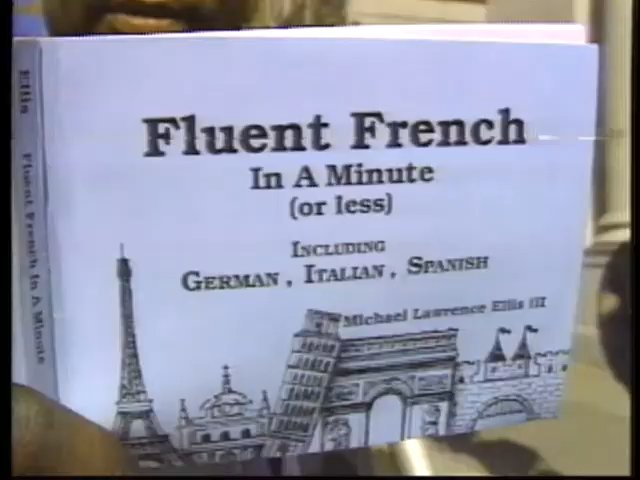 Fluent French
In A Minute
(or less)
INCLUDING
GERMAN , ITALIAN , SPANISH
Michael Lawrence Ellis III
Ellis Fluent French In A Minute